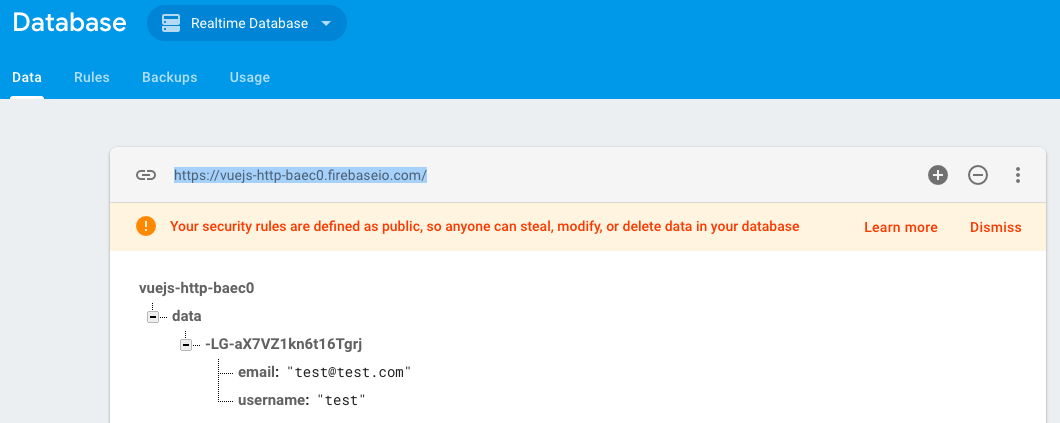 Database Realtime Database
Data Rules Backups Usage
https://vuejs-http-baec0.firebaseio.com/
Your security rules are defined as public, so anyone can steal, modify, or delete data in your database Learn more Dismiss
vuejs-http-baec0
data
-LG-aX7VZ1kn6t16Tgrj
email: "test@test.com"
username: "test"